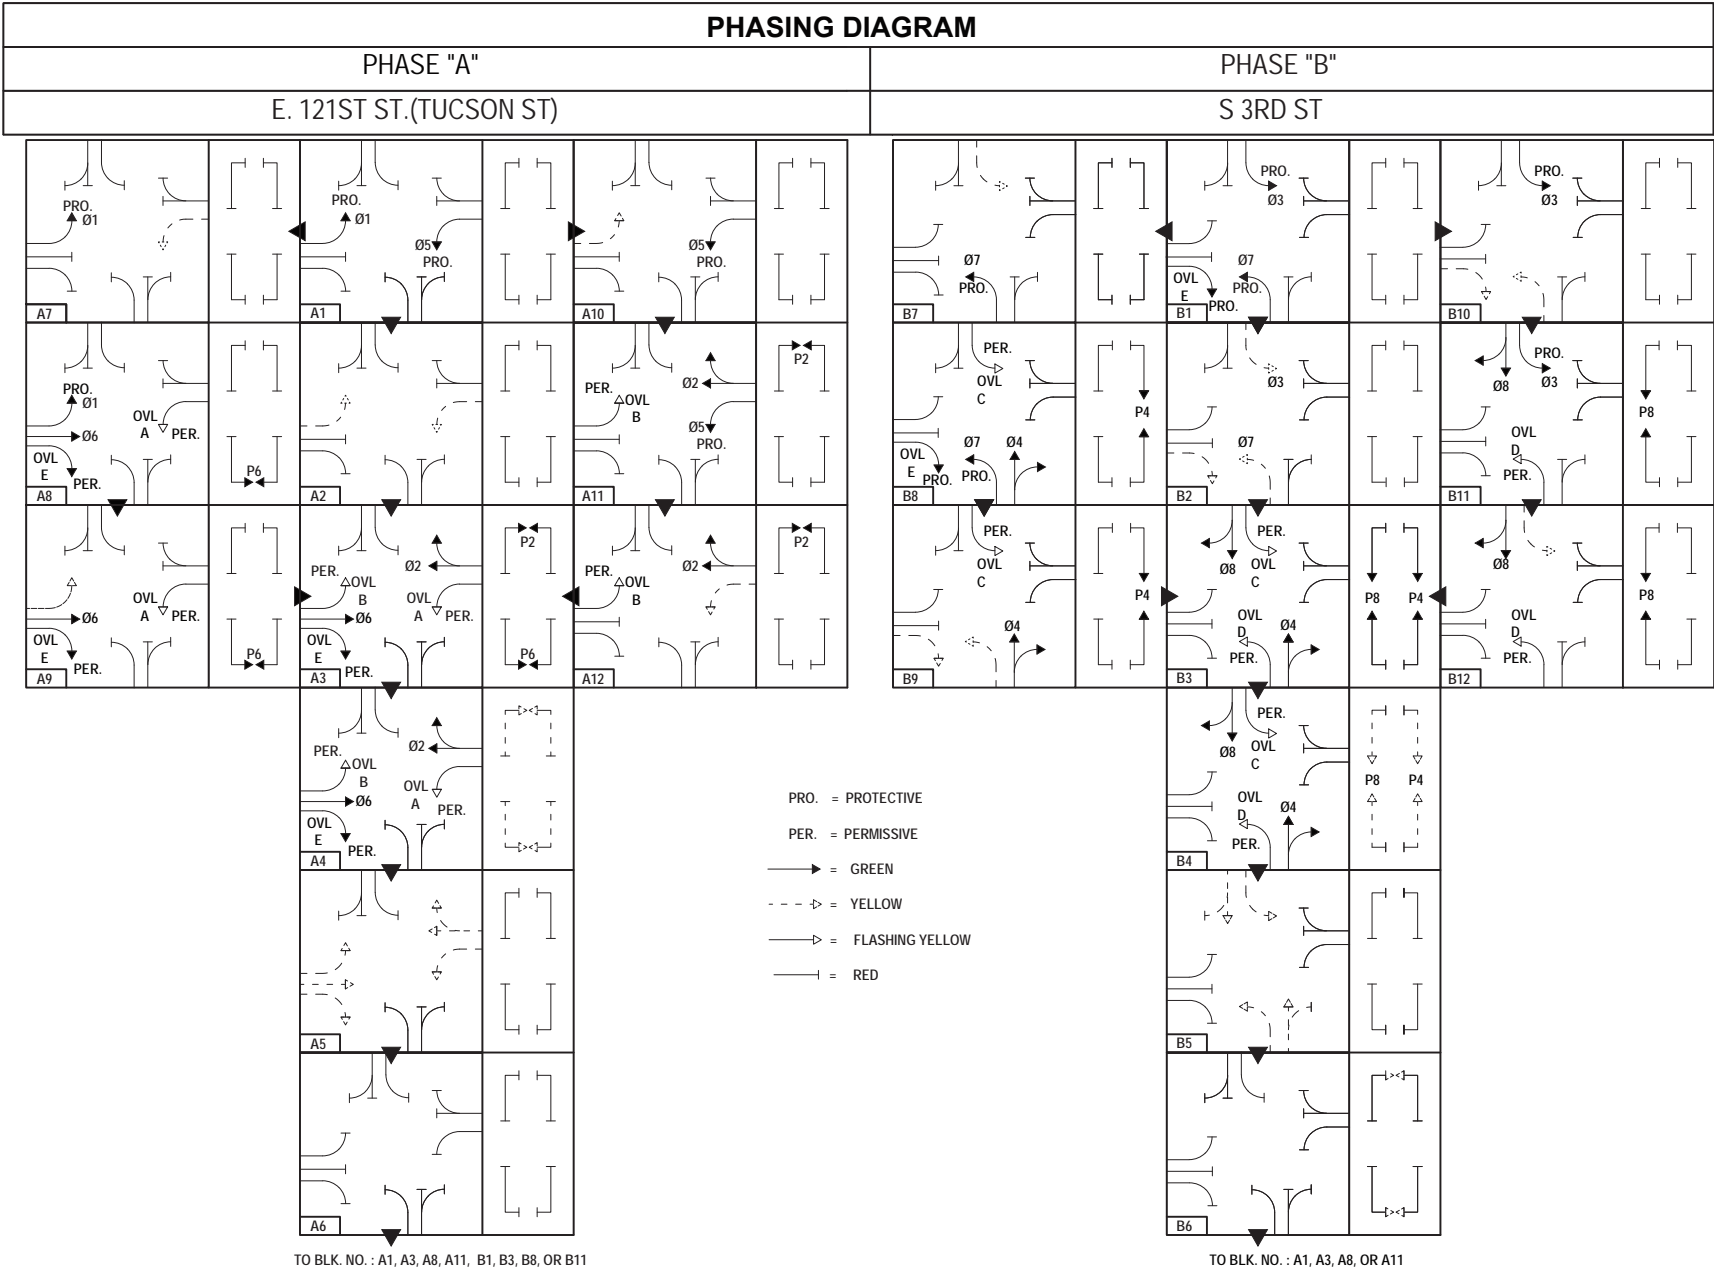 PHASING DIAGRAM
PHASE "A"
PHASE "B"
E. 121ST ST.(TUCSON ST)
S 3RD ST
PRO.
Ø1
A7
PRO.
Ø1
Ø5
PRO.
A1
Ø5
PRO.
A10
Ø7
PRO.
B7
PRO.
Ø3
Ø7
PRO.
OVL
E
PRO.
B1
PRO.
Ø3
B10
PRO.
Ø1
OVL
A
PER.
Ø6
OVL
E
PER.
P6
A8
A2
P2
Ø2
PER.
OVL
B
Ø5
PRO.
A11
PER.
OVL
C
P4
Ø7
Ø4
OVL
E
PRO.
PRO.
B8
Ø3
Ø7
B2
PRO.
Ø8
Ø3
P8
OVL
D
PER.
B11
OVL
A
PER.
Ø6
OVL
E
PER.
P6
A9
P2
Ø2
PER.
OVL
B
OVL
A
PER.
Ø6
OVL
E
PER.
P6
A3
P2
Ø2
PER.
OVL
B
A12
PER.
OVL
C
P4
Ø4
B9
PER.
Ø8
OVL
C
P8
P4
OVL
D
Ø4
PER.
B3
Ø8
P8
OVL
D
PER.
B12
Ø2
PER.
OVL
B
OVL
A
PER.
Ø6
OVL
E
PER.
A4
PER.
Ø8
OVL
C
P8
P4
OVL
D
Ø4
PER.
B4
PRO. = PROTECTIVE
PER. = PERMISSIVE
= GREEN
= YELLOW
= FLASHING YELLOW
= RED
A5
B5
A6
B6
TO BLK. NO. : A1, A3, A8, A11, B1, B3, B8, OR B11
TO BLK. NO. : A1, A3, A8, OR A11